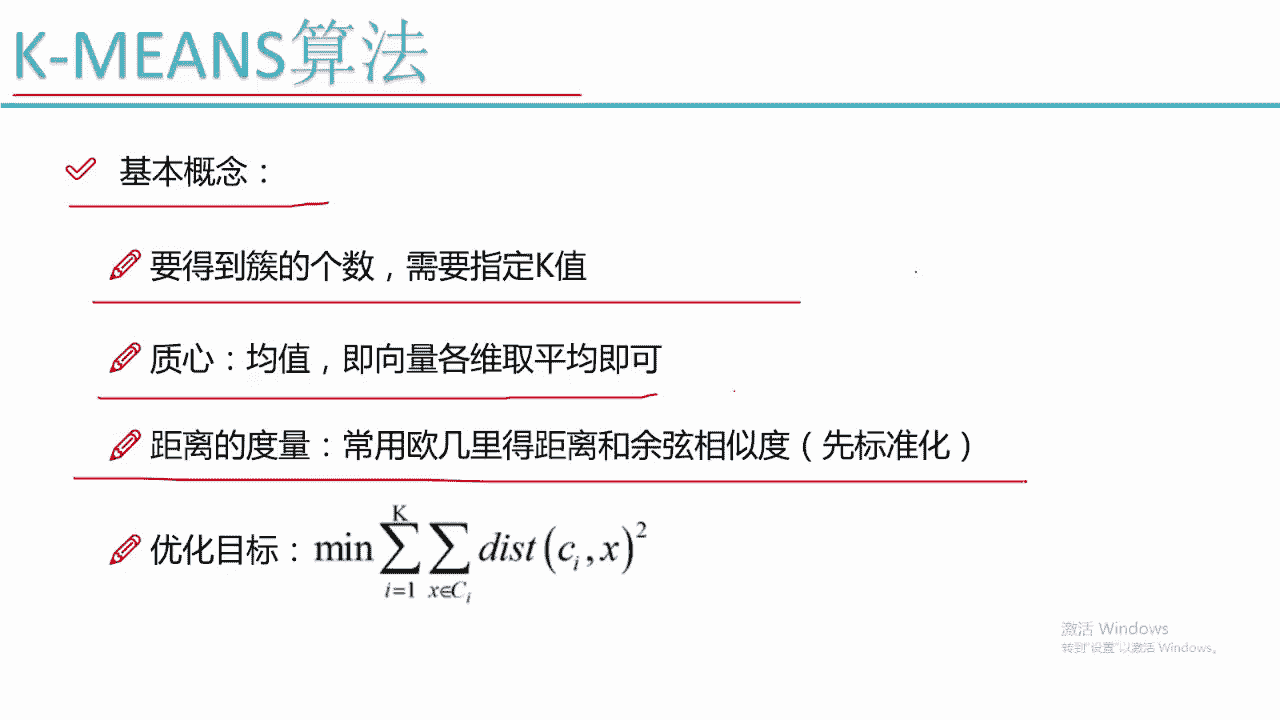 K-MEANS算法
基本概念：
要得到簇的个数，需要指定K值
质心：均值，即向量各维取平均即可
距离的度量：常用欧几里得距离和余弦相似度（先标准化）
优化目标：min ∑_{i=1}^{K} ∑_{x∈C_i} dist(c_i, x)^2
激活 Windows
转到"设置"以激活 Windows。